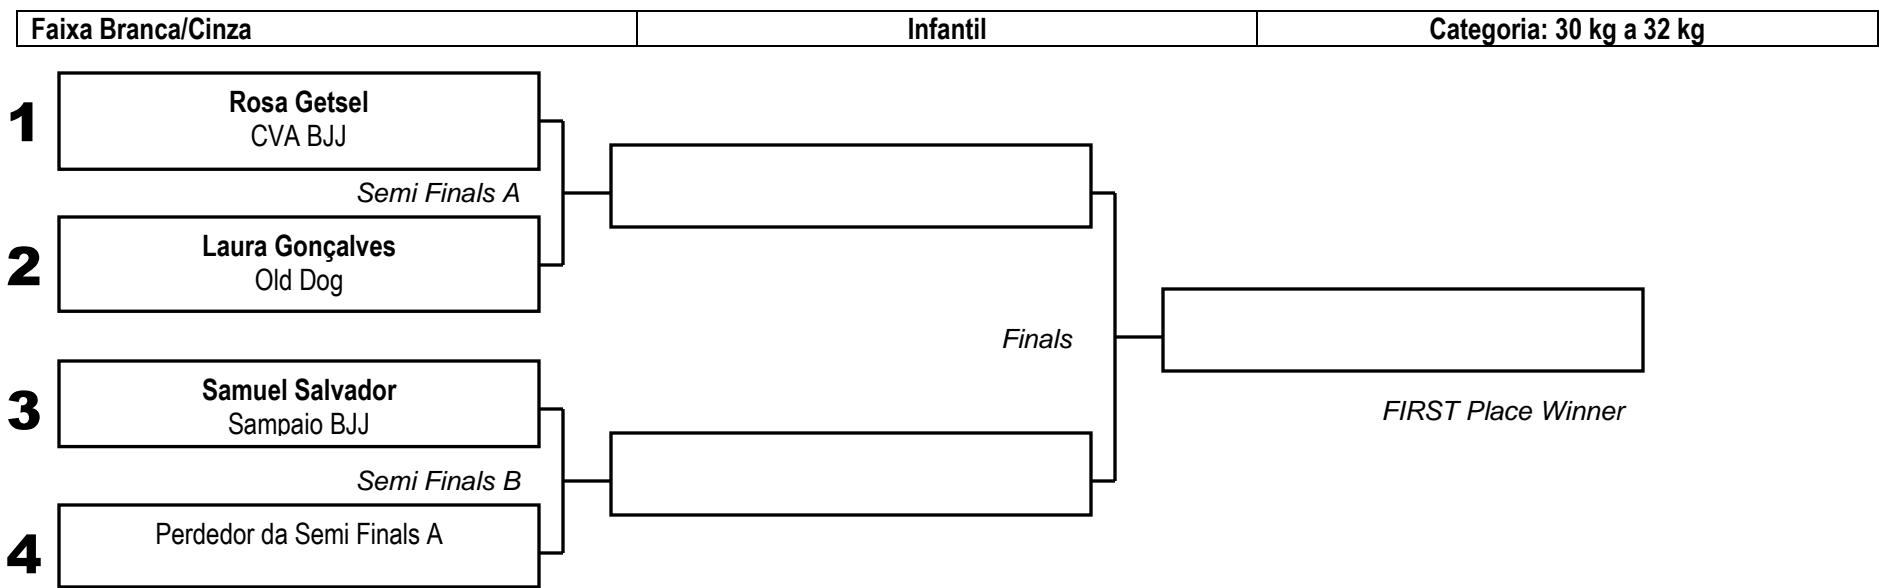 Faixa Branca/Cinza
Infantil
Categoria: 30 kg a 32 kg
1
Rosa Getsel
CVA BJJ
Semi Finals A
2
Laura Gonçalves
Old Dog
Finals
3
Samuel Salvador
Sampaio BJJ
FIRST Place Winner
Semi Finals B
4
Perdedor da Semi Finals A